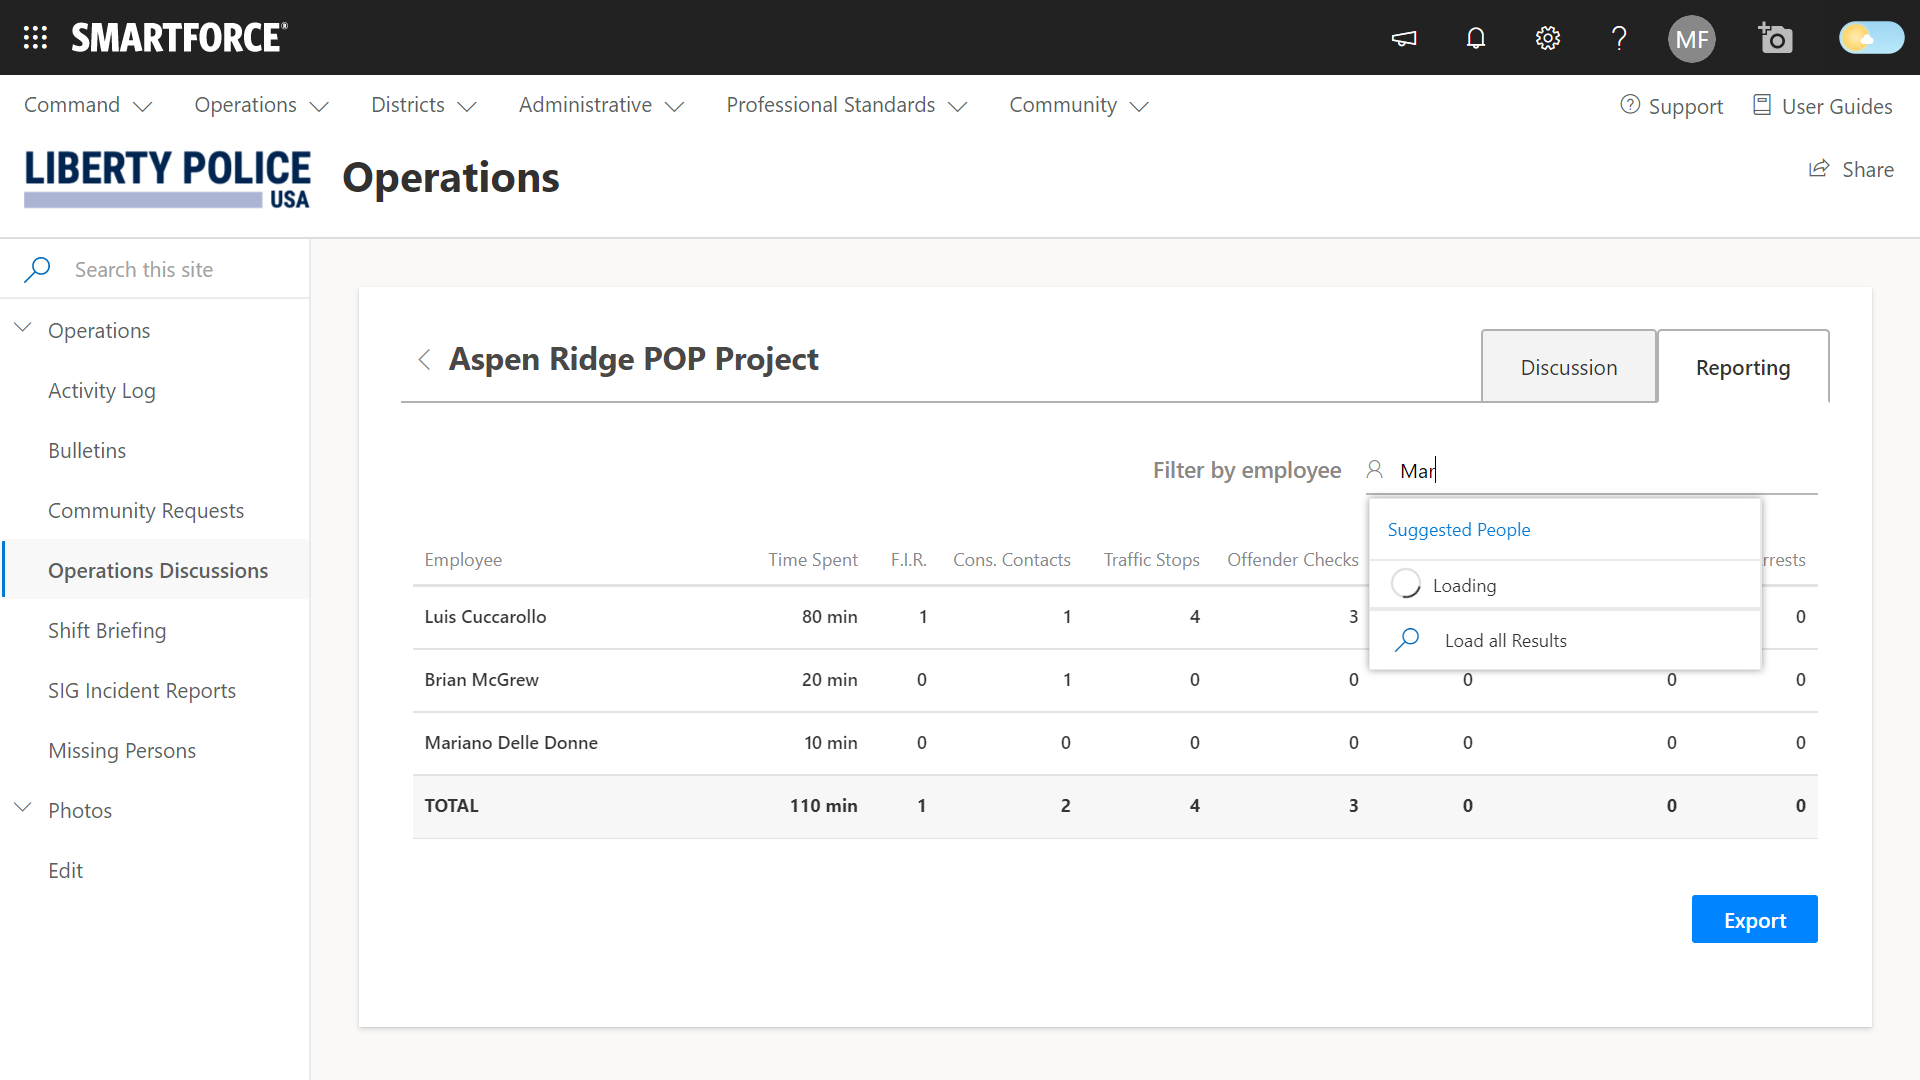 SMARTFORCE®
MF
Command Operations Districts Administrative Professional Standards Community
Support User Guides
LIBERTY POLICE
USA
Operations
Share
Search this site
Operations
Activity Log
Bulletins
Community Requests
Operations Discussions
Shift Briefing
SIG Incident Reports
Missing Persons
Photos
Edit
Aspen Ridge POP Project
Discussion Reporting
Filter by employee Mar
Suggested People
Loading
Load all Results
Employee Time Spent F.I.R. Cons. Contacts Traffic Stops Offender Checks rrests
Luis Cuccarollo 80 min 1 1 4 3 0
Brian McGrew 20 min 0 1 0 0 0 0 0
Mariano Delle Donne 10 min 0 0 0 0 0 0 0
TOTAL 110 min 1 2 4 3 0 0 0
Export